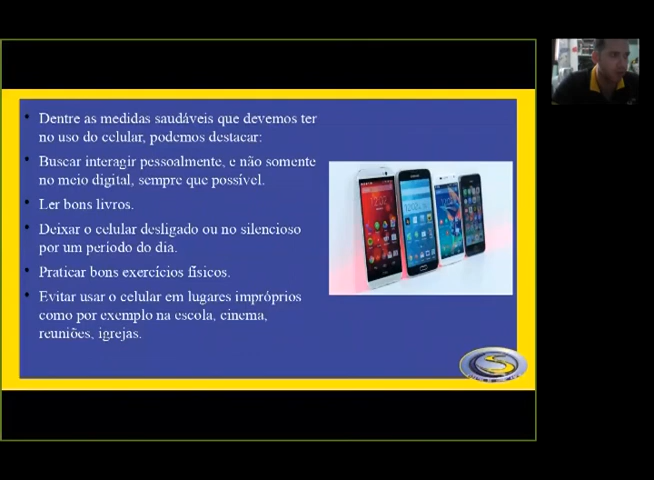 Dentre as medidas saudáveis que devemos ter
no uso do celular, podemos destacar:
Buscar interagir pessoalmente, e não somente
no meio digital, sempre que possível.
Ler bons livros.
Deixar o celular desligado ou no silencioso
por um período do dia.
Praticar bons exercícios físicos.
Evitar usar o celular em lugares impróprios
como por exemplo na escola, cinema,
reuniões, igrejas.